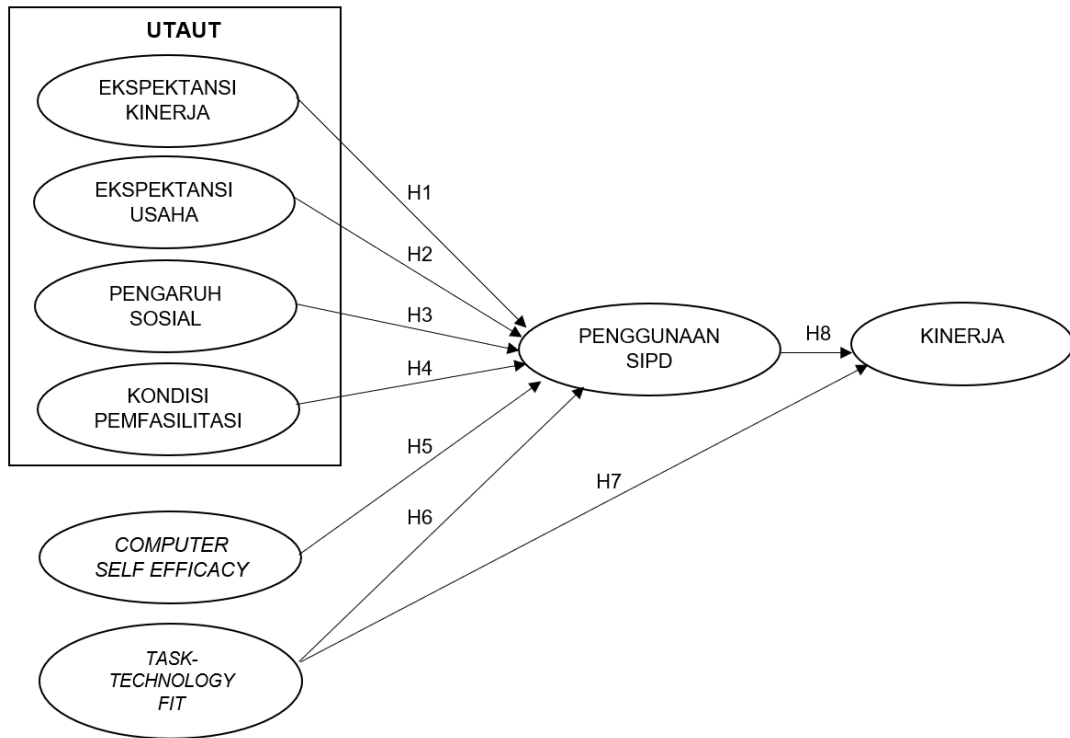 UTAUT
EKSPEKTANSI
KINERJA
EKSPEKTANSI
USAHA
PENGARUH
SOSIAL
KONDISI
PEMFASILITASI
COMPUTER
SELF EFFICACY
TASK-
TECHNOLOGY
FIT
H1
H2
H3
H4
H5
H6
H7
PENGGUNAAN
SIPD
H8
KINERJA